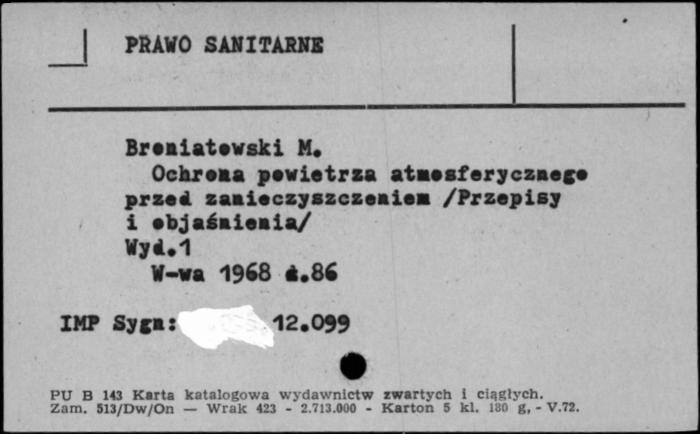 PRAWO SANITARNE
Broniatowski M.
Ochrona powietrza atmosferycznego
przed zanieczyszczeniem /Przepisy
i objaśnienia/
Wyd.1
W-wa 1968 s.86
IMP Sygn: 12.099
PU B 143 Karta katalogowa wydawnictw zwartych i ciągłych.
Zam. 513/Dw/On — Wrak 423 - 2.713.000 - Karton 5 kl. 180 g, - V.72.